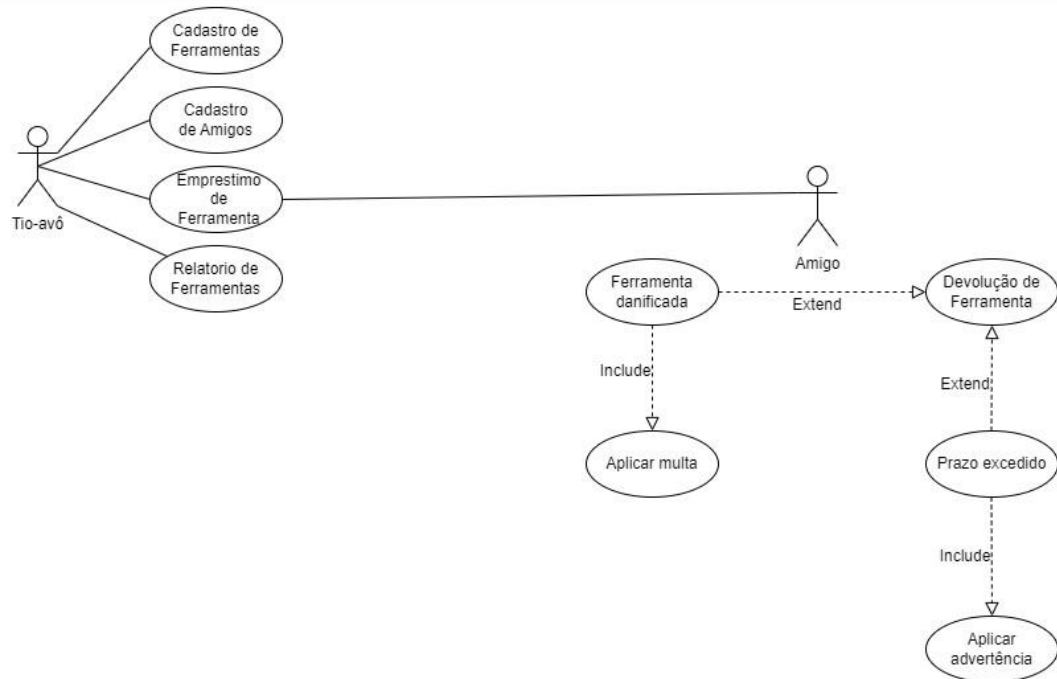 Cadastro de
Ferramentas
Cadastro
de Amigos
Emprestimo
de
Ferramenta
Tio-avô
Relatorio de
Ferramentas
Amigo
Ferramenta
danificada
Extend
Devolução de
Ferramenta
Include
Extend
Aplicar multa
Prazo excedido
Include
Aplicar
advertência